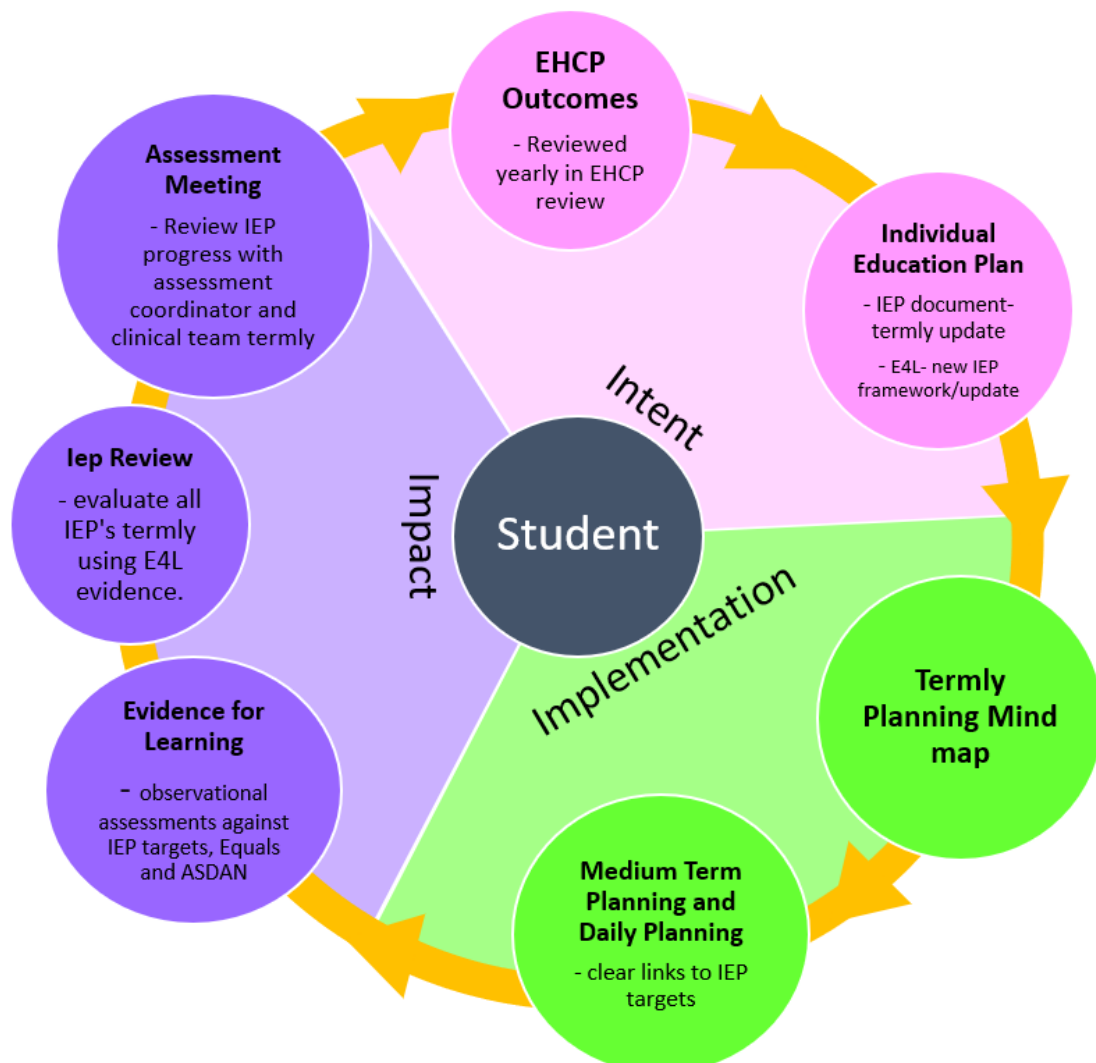 EHCP
Outcomes
- Reviewed
yearly in EHCP
review
Individual
Education Plan
- IEP document-
termly update
- E4L- new IEP
framework/update
Termly
Planning Mind
map
Medium Term
Planning and
Daily Planning
- clear links to IEP
targets
Evidence for
Learning
- observational
assessments against
IEP targets, Equals
and ASDAN
Iep Review
- evaluate all
IEP's termly
using E4L
evidence.
Assessment
Meeting
- Review IEP
progress with
assessment
coordinator and
clinical team termly
Intent
Implementation
Impact
Student